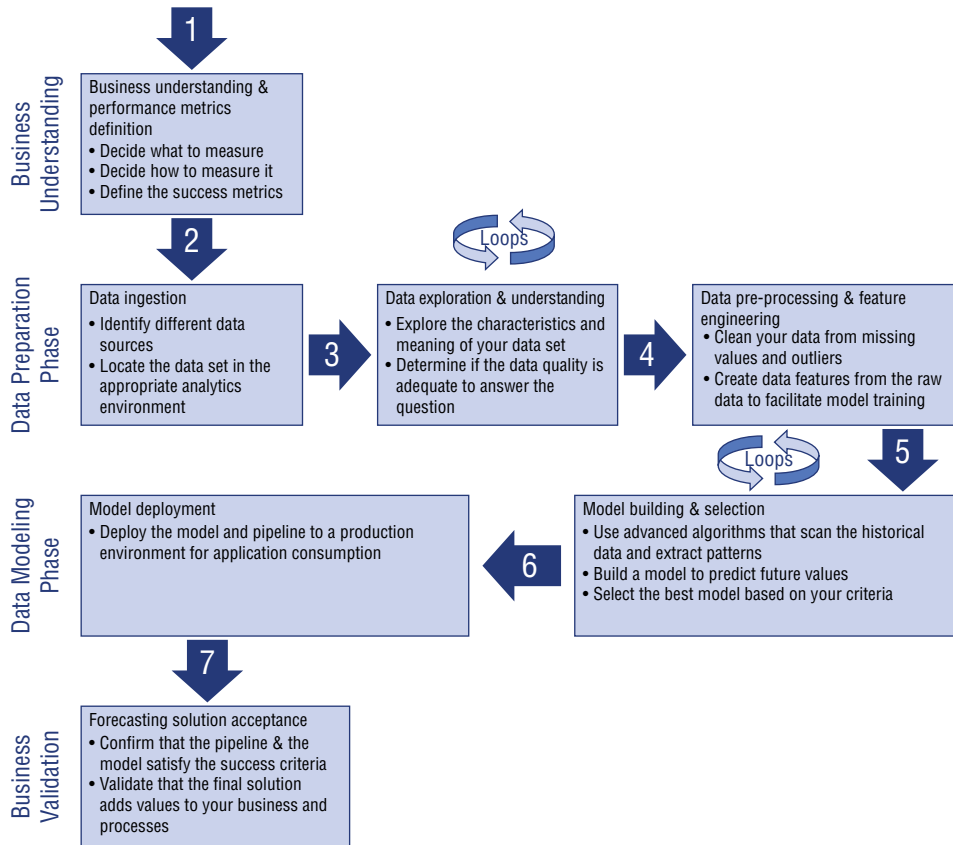 1
Business
Understanding
Business understanding &
performance metrics
definition
• Decide what to measure
• Decide how to measure it
• Define the success metrics
2
Loops
Data Preparation
Phase
Data ingestion
• Identify different data
sources
• Locate the data set in the
appropriate analytics
environment
3
Data exploration & understanding
• Explore the characteristics and
meaning of your data set
• Determine if the data quality is
adequate to answer the
question
4
Data pre-processing & feature
engineering
• Clean your data from missing
values and outliers
• Create data features from the raw
data to facilitate model training
Loops
5
Data Modeling
Phase
Model deployment
• Deploy the model and pipeline to a production
environment for application consumption
6
Model building & selection
• Use advanced algorithms that scan the historical
data and extract patterns
• Build a model to predict future values
• Select the best model based on your criteria
7
Business
Validation
Forecasting solution acceptance
• Confirm that the pipeline & the
model satisfy the success criteria
• Validate that the final solution
adds values to your business and
processes